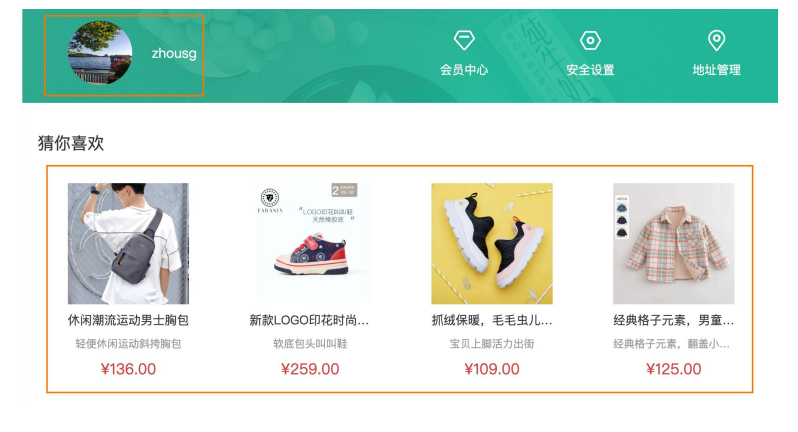 zhousg
会员中心
安全设置
地址管理
猜你喜欢
EARANES
2
"LOGO印花叫叫鞋
天然橡胶底"
休闲潮流运动男士胸包
新款LOGO印花时尚...
抓绒保暖，毛毛虫儿...
经典格子元素，男童...
轻便休闲运动斜挎胸包
软底包头叫叫鞋
宝贝上脚活力出街
经典格子元素，翻盖小...
¥136.00
¥259.00
¥109.00
¥125.00